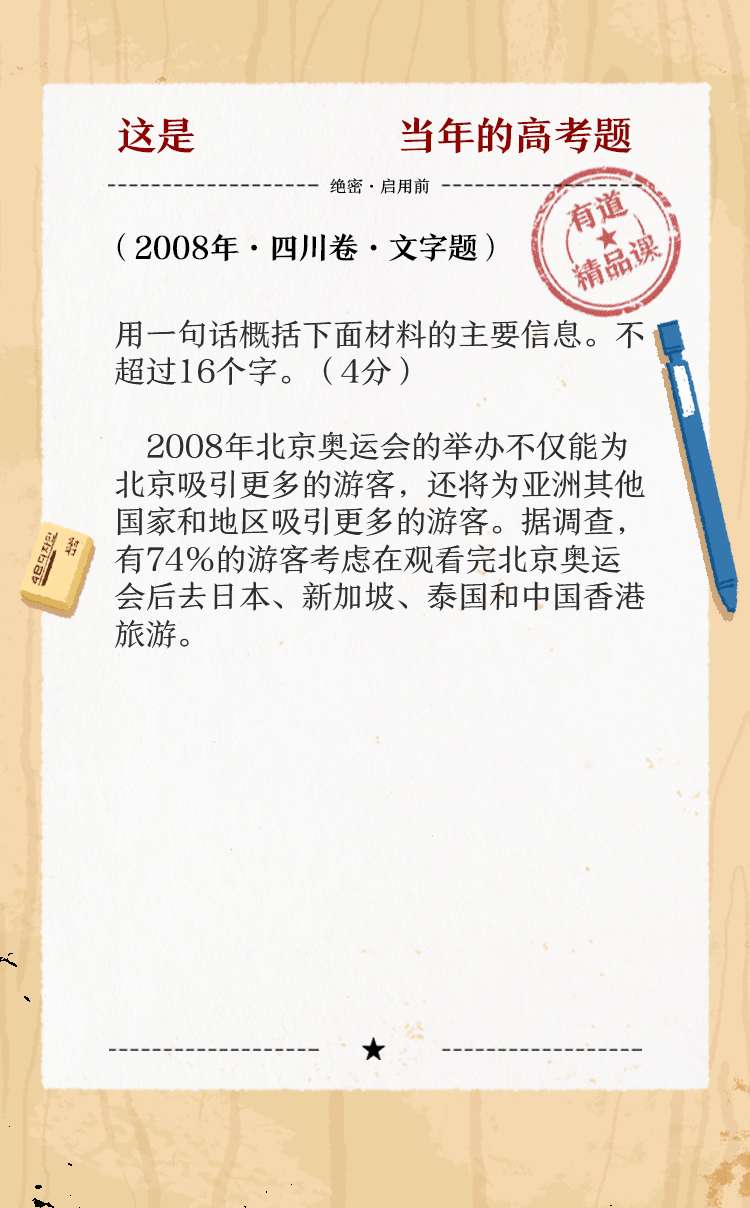 这是 当年的高考题
绝密·启用前
有道
精品课
（2008年·四川卷·文字题）
用一句话概括下面材料的主要信息。不
超过16个字。（4分）
2008年北京奥运会的举办不仅能为
北京吸引更多的游客，还将为亚洲其他
国家和地区吸引更多的游客。据调查，
有74%的游客考虑在观看完北京奥运
会后去日本、新加坡、泰国和中国香港
旅游。